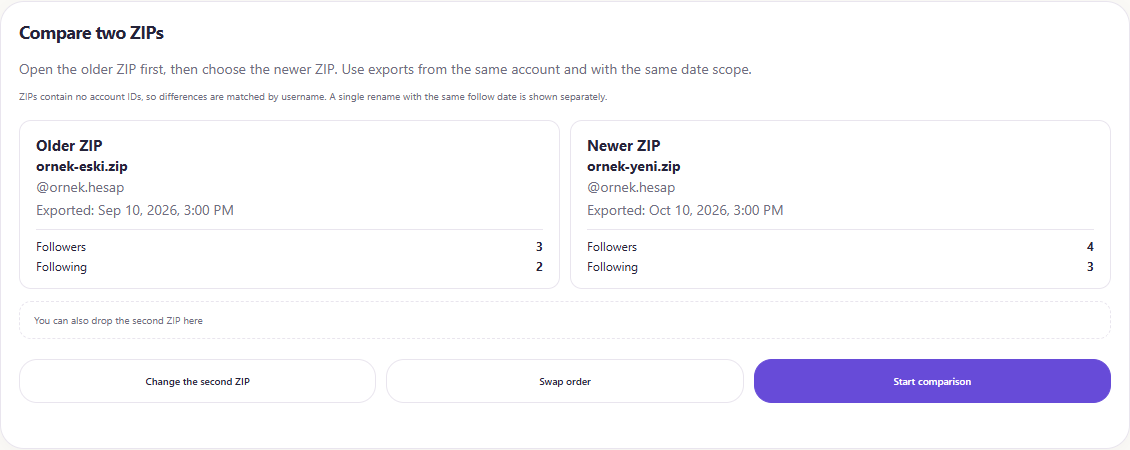 Compare two ZIPs
Open the older ZIP first, then choose the newer ZIP. Use exports from the same account and with the same date scope.
ZIPs contain no account IDs, so differences are matched by username. A single rename with the same follow date is shown separately.
Older ZIP
ornek-eski.zip
@ornek.hesap
Exported: Sep 10, 2026, 3:00 PM
Followers 3
Following 2
Newer ZIP
ornek-yeni.zip
@ornek.hesap
Exported: Oct 10, 2026, 3:00 PM
Followers 4
Following 3
You can also drop the second ZIP here
Change the second ZIP
Swap order
Start comparison